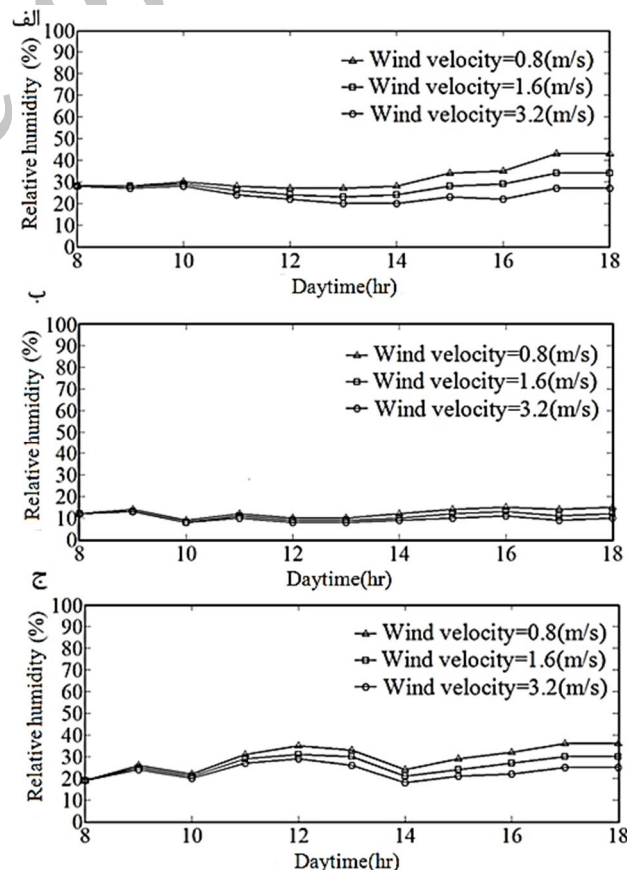 الف
Relative humidity (%)
100
90
80
70
60
50
40
30
20
10
0
Wind velocity=0.8(m/s)
Wind velocity=1.6(m/s)
Wind velocity=3.2(m/s)
8 10 12 14 16 18
Daytime(hr)
ب
Relative humidity (%)
100
90
80
70
60
50
40
30
20
10
0
Wind velocity=0.8(m/s)
Wind velocity=1.6(m/s)
Wind velocity=3.2(m/s)
8 10 12 14 16 18
Daytime(hr)
ج
Relative humidity (%)
100
90
80
70
60
50
40
30
20
10
0
Wind velocity=0.8(m/s)
Wind velocity=1.6(m/s)
Wind velocity=3.2(m/s)
8 10 12 14 16 18
Daytime(hr)